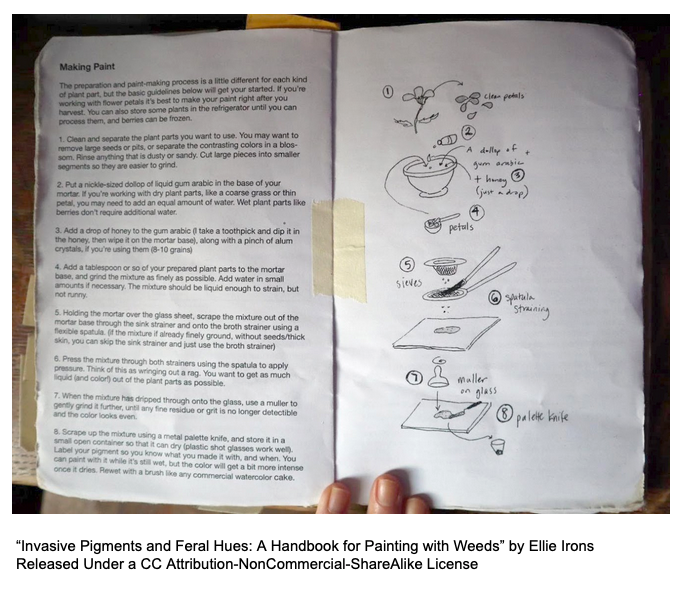 Making Paint
The preparation and paint-making process is a little different for each kind
of plant part, but the basic guidelines below will get your started. If you're
working with flower petals it's best to make your paint right after you
harvest. You can also store some plants in the refrigerator until you can
process them, and berries can be frozen.
1. Clean and separate the plant parts you want to use. You may want to
remove large seeds or pits, or separate the contrasting colors in a blos-
som. Rinse anything that is dusty or sandy. Cut large pieces into smaller
segments so they are easier to grind.
2. Put a nickle-sized dollop of liquid gum arabic in the base of your
mortar. If you're working with dry plant parts, like a coarse grass or thin
petal, you may need to add an equal amount of water. Wet plant parts like
berries don't require additional water.
3. Add a drop of honey to the gum arabic (I take a toothpick and dip it in
the honey, then wipe it on the mortar base), along with a pinch of alum
crystals, if you're using them (8-10 grains)
4. Add a tablespoon or so of your prepared plant parts to the mortar
base, and grind the mixture as finely as possible. Add water in small
amounts if necessary. The mixture should be liquid enough to strain, but
not runny.
5. Holding the mortar over the glass sheet, scrape the mixture out of the
mortar base through the sink strainer and onto the broth strainer using a
flexible spatula. (if the mixture if already finely ground, without seeds/thick
skin, you can skip the sink strainer and just use the broth strainer)
6. Press the mixture through both strainers using the spatula to apply
pressure. Think of this as wringing out a rag. You want to get as much
liquid (and color!) out of the plant parts as possible.
7. When the mixture has dripped through onto the glass, use a muller to
gently grind it further, until any fine residue or grit is no longer detectible
and the color looks even.
8. Scrape up the mixture using a metal palette knife, and store it in a
small open container so that it can dry (plastic shot glasses work well).
Label your pigment so you know what you made it with, and when. You
can paint with it while it's still wet, but the color will get a bit more intense
once it dries. Rewet with a brush like any commercial watercolor cake.
1
clean petals
2
A dollop of +
gum arabic
+ honey 3
(just a drop)
4
petals
5
sieves
6 spatula
straining
7 muller
on glass
8 palette knife
“Invasive Pigments and Feral Hues: A Handbook for Painting with Weeds” by Ellie Irons
Released Under a CC Attribution-NonCommercial-ShareAlike License